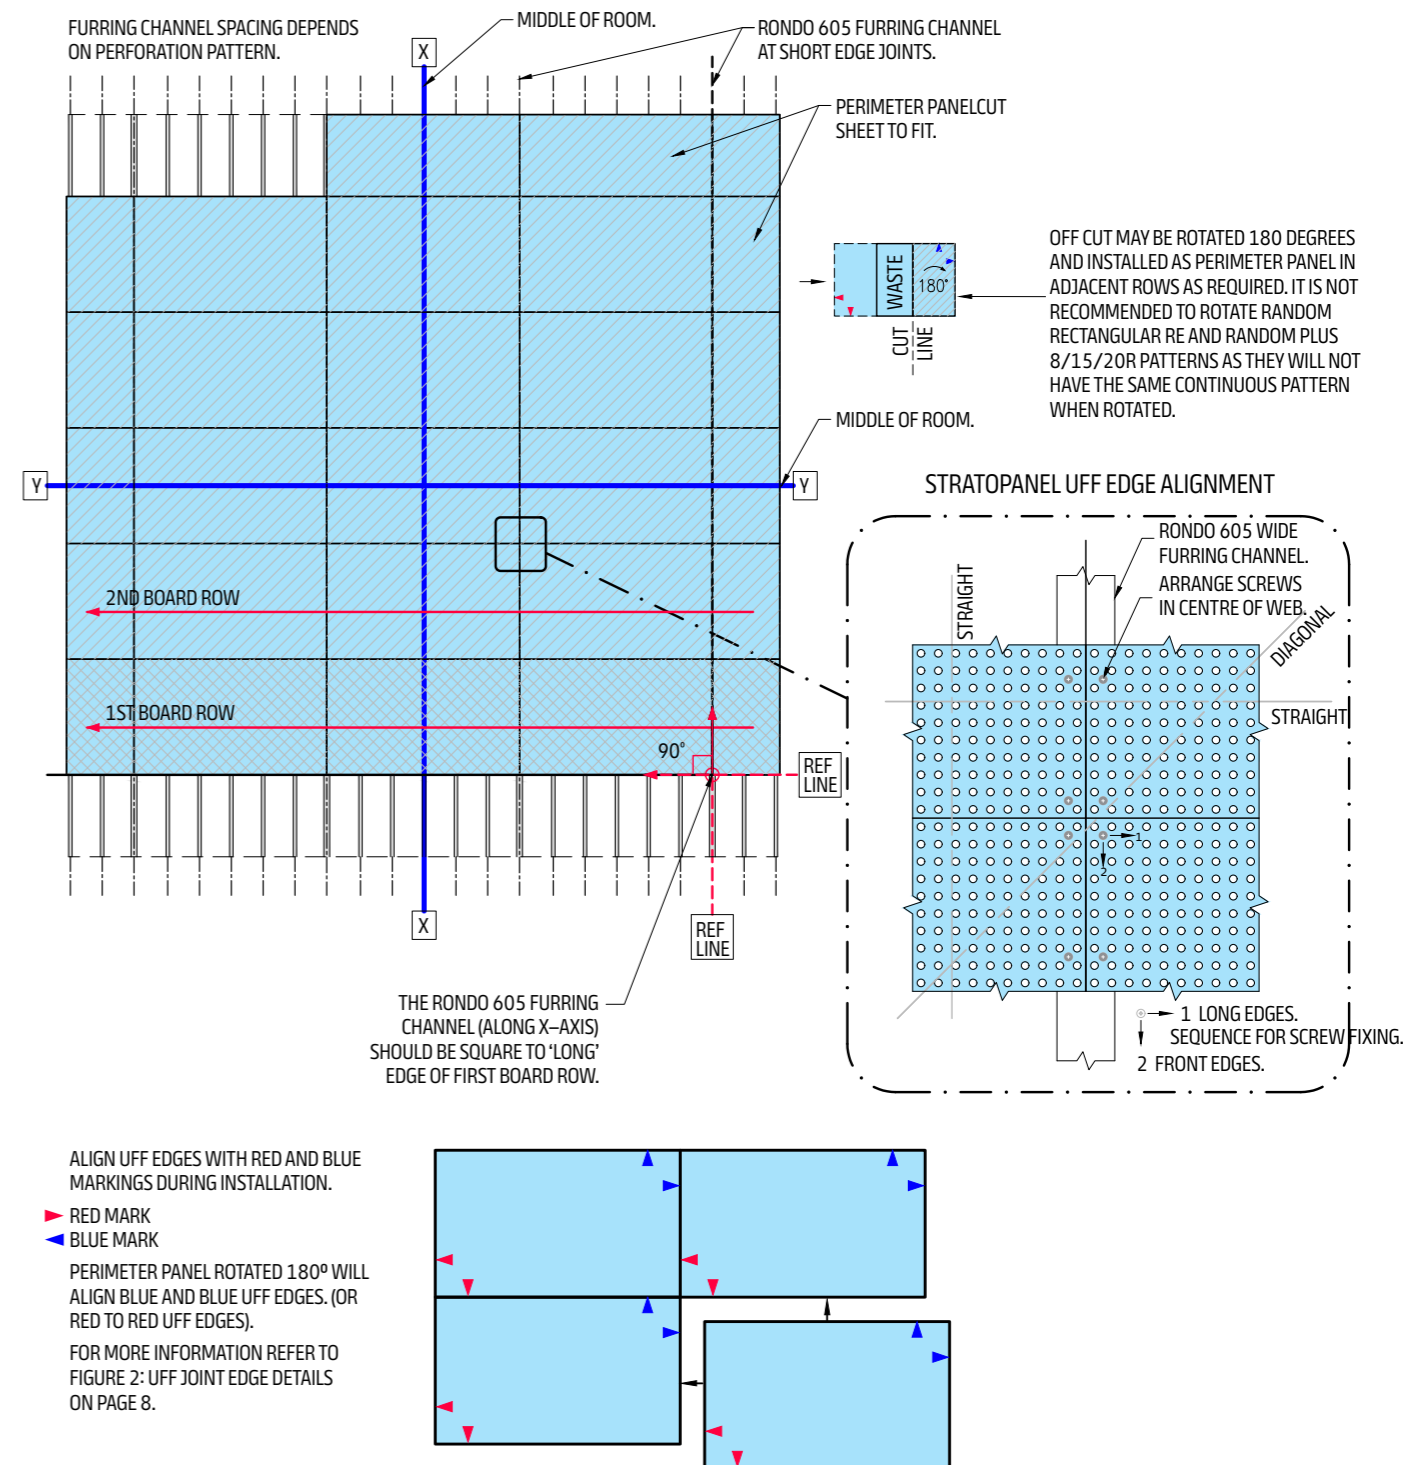 FURRING CHANNEL SPACING DEPENDS
ON PERFORATION PATTERN.
MIDDLE OF ROOM.
RONDO 605 FURRING CHANNEL
AT SHORT EDGE JOINTS.
X
PERIMETER PANELCUT
SHEET TO FIT.
WASTE
180°
CUT
LINE
OFF CUT MAY BE ROTATED 180 DEGREES
AND INSTALLED AS PERIMETER PANEL IN
ADJACENT ROWS AS REQUIRED. IT IS NOT
RECOMMENDED TO ROTATE RANDOM
RECTANGULAR RE AND RANDOM PLUS
8/15/20R PATTERNS AS THEY WILL NOT
HAVE THE SAME CONTINUOUS PATTERN
WHEN ROTATED.
MIDDLE OF ROOM.
Y
Y
2ND BOARD ROW
1ST BOARD ROW
90°
REF
LINE
X
REF
LINE
THE RONDO 605 FURRING
CHANNEL (ALONG X–AXIS)
SHOULD BE SQUARE TO ‘LONG’
EDGE OF FIRST BOARD ROW.
STRATOPANEL UFF EDGE ALIGNMENT
RONDO 605 WIDE
FURRING CHANNEL.
ARRANGE SCREWS
IN CENTRE OF WEB.
STRAIGHT
DIAGONAL
STRAIGHT
1
2
1 LONG EDGES.
SEQUENCE FOR SCREW FIXING.
2 FRONT EDGES.
ALIGN UFF EDGES WITH RED AND BLUE
MARKINGS DURING INSTALLATION.
RED MARK
BLUE MARK
PERIMETER PANEL ROTATED 180º WILL
ALIGN BLUE AND BLUE UFF EDGES. (OR
RED TO RED UFF EDGES).
FOR MORE INFORMATION REFER TO
FIGURE 2: UFF JOINT EDGE DETAILS
ON PAGE 8.